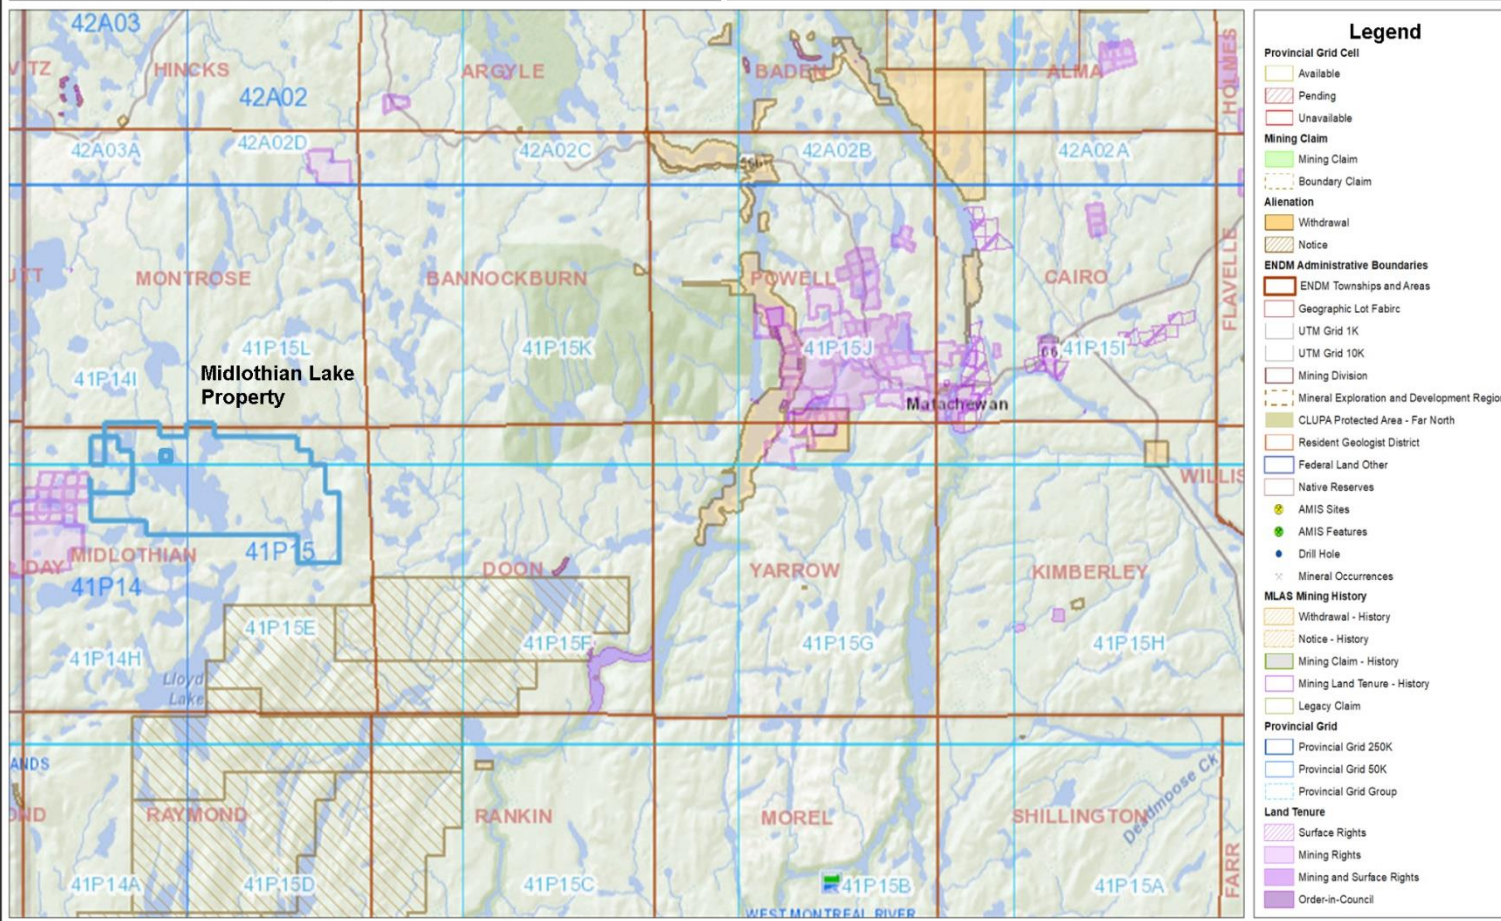 42A03
VITZ
HINCKS
42A02
ARGYLE
BADEN
ALMA
HOLMES
42A03A
42A02D
42A02C
566
42A02B
42A02A
UTT
MONTROSE
BANNOCKBURN
POWELL
CAIRO
FLAVELLE
41P14I
41P15L
41P15K
41P15J
66
41P15I
Midlothian Lake
Property
Matachewan
WILLIS
DAY
MIDLOTHIAN
41P15
41P14
DOON
YARROW
KIMBERLEY
41P14H
41P15E
41P15F
41P15G
41P15H
Lloyd
Lake
ANDS
OND
RAYMOND
RANKIN
MOREL
SHILLINGTON
Deadmoose Ck
FARR
41P14A
41P15D
41P15C
41P15B
41P15A
WEST MONTREAL RIVER
Legend
Provincial Grid Cell
Available
Pending
Unavailable
Mining Claim
Mining Claim
Boundary Claim
Alienation
Withdrawal
Notice
ENDM Administrative Boundaries
ENDM Townships and Areas
Geographic Lot Fabirc
UTM Grid 1K
UTM Grid 10K
Mining Division
Mineral Exploration and Development Regio
CLUPA Protected Area - Far North
Resident Geologist District
Federal Land Other
Native Reserves
AMIS Sites
AMIS Features
Drill Hole
Mineral Occurrences
MLAS Mining History
Withdrawal - History
Notice - History
Mining Claim - History
Mining Land Tenure - History
Legacy Claim
Provincial Grid
Provincial Grid 250K
Provincial Grid 50K
Provincial Grid Group
Land Tenure
Surface Rights
Mining Rights
Mining and Surface Rights
Order-in-Council